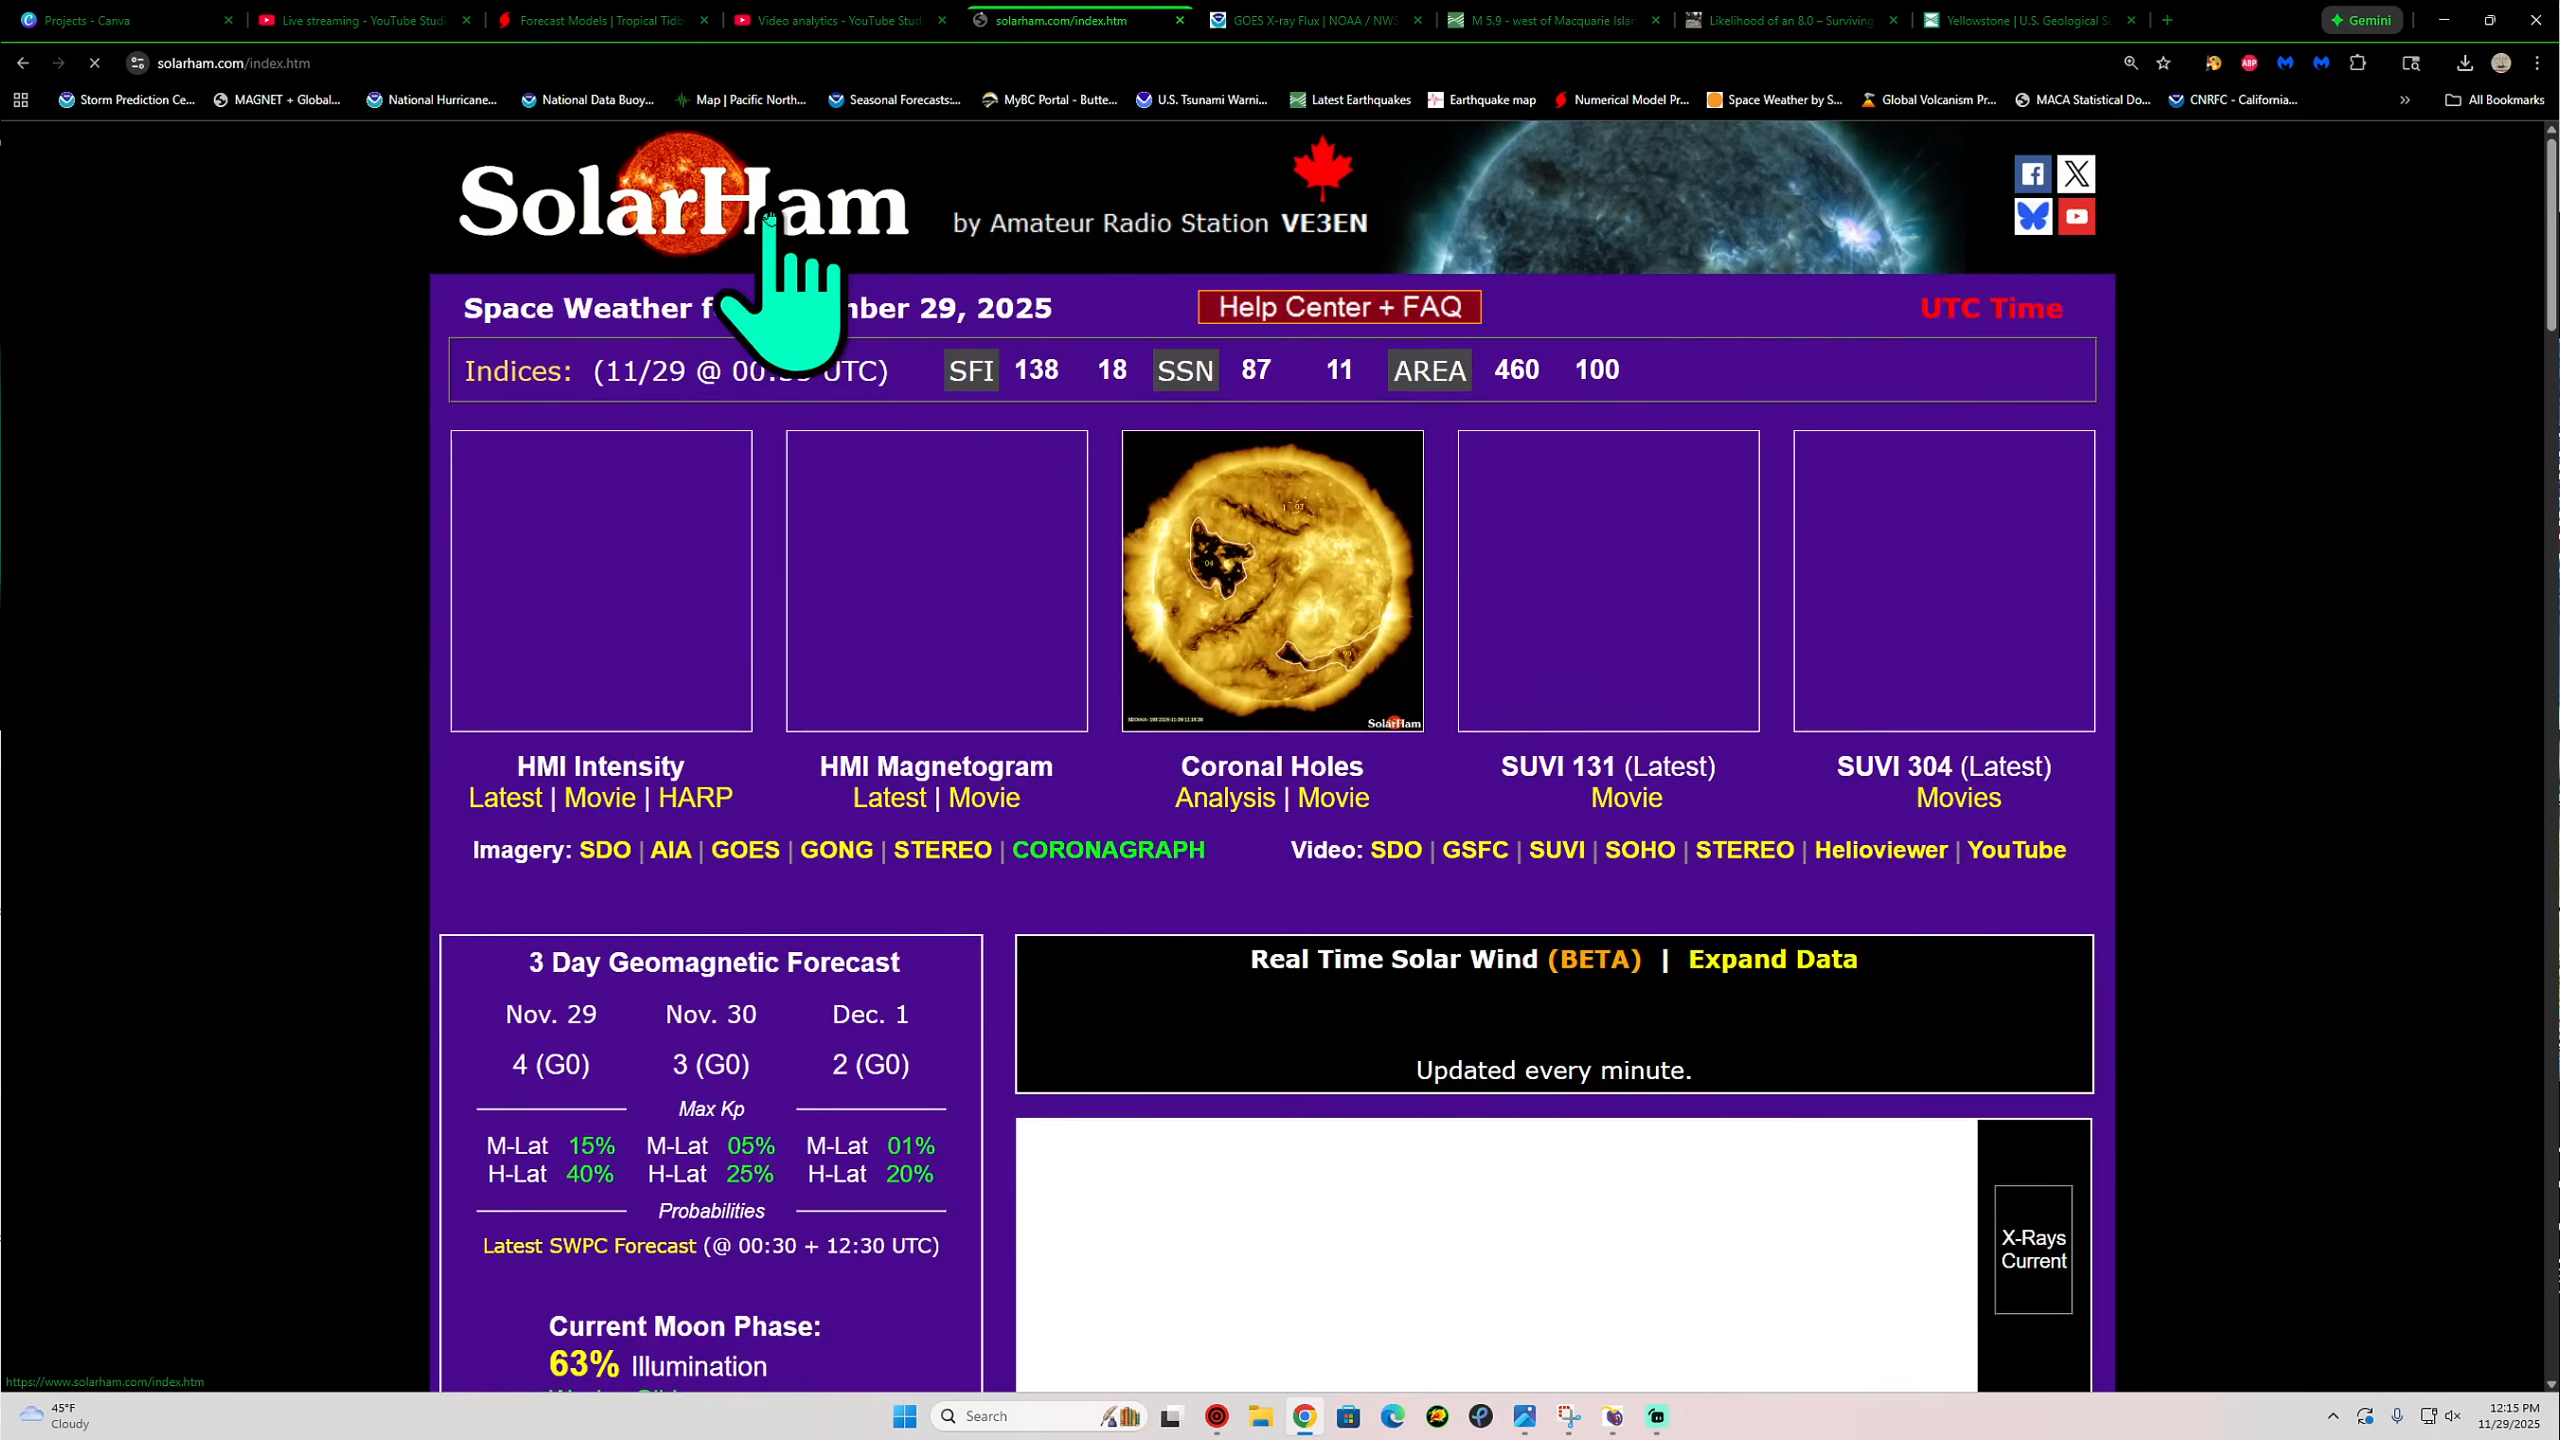 Projects - Canva
Live streaming - YouTube Studi
Forecast Models | Tropical Tidb
Video analytics - YouTube Stud
solarham.com/index.htm
GOES X-ray Flux | NOAA / NWS
M 5.9 - west of Macquarie Islan
Likelihood of an 8.0 – Surviving
Yellowstone | U.S. Geological Su
Gemini
solarham.com/index.htm
ABP
Storm Prediction Ce...
MAGNET + Global...
National Hurricane...
National Data Buoy...
Map | Pacific North...
Seasonal Forecasts:...
MyBC Portal - Butte...
U.S. Tsunami Warni...
Latest Earthquakes
Earthquake map
Numerical Model Pr...
Space Weather by S...
Global Volcanism Pr...
MACA Statistical Do...
CNRFC - California...
All Bookmarks
SolarHam
by Amateur Radio Station VE3EN
Space Weather f mber 29, 2025
Help Center + FAQ
UTC Time
Indices: (11/29 @ 00: UTC) SFI 138 18 SSN 87 11 AREA 460 100
04
SolarHam
HMI Intensity
Latest | Movie | HARP
HMI Magnetogram
Latest | Movie
Coronal Holes
Analysis | Movie
SUVI 131 (Latest)
Movie
SUVI 304 (Latest)
Movies
Imagery: SDO | AIA | GOES | GONG | STEREO | CORONAGRAPH
Video: SDO | GSFC | SUVI | SOHO | STEREO | Helioviewer | YouTube
3 Day Geomagnetic Forecast
Nov. 29 Nov. 30 Dec. 1
4 (G0) 3 (G0) 2 (G0)
Max Kp
M-Lat 15% M-Lat 05% M-Lat 01%
H-Lat 40% H-Lat 25% H-Lat 20%
Probabilities
Latest SWPC Forecast (@ 00:30 + 12:30 UTC)
Current Moon Phase:
63% Illumination
Real Time Solar Wind (BETA) | Expand Data
Updated every minute.
X-Rays
Current
https://www.solarham.com/index.htm
45°F
Cloudy
Search
12:15 PM
11/29/2025